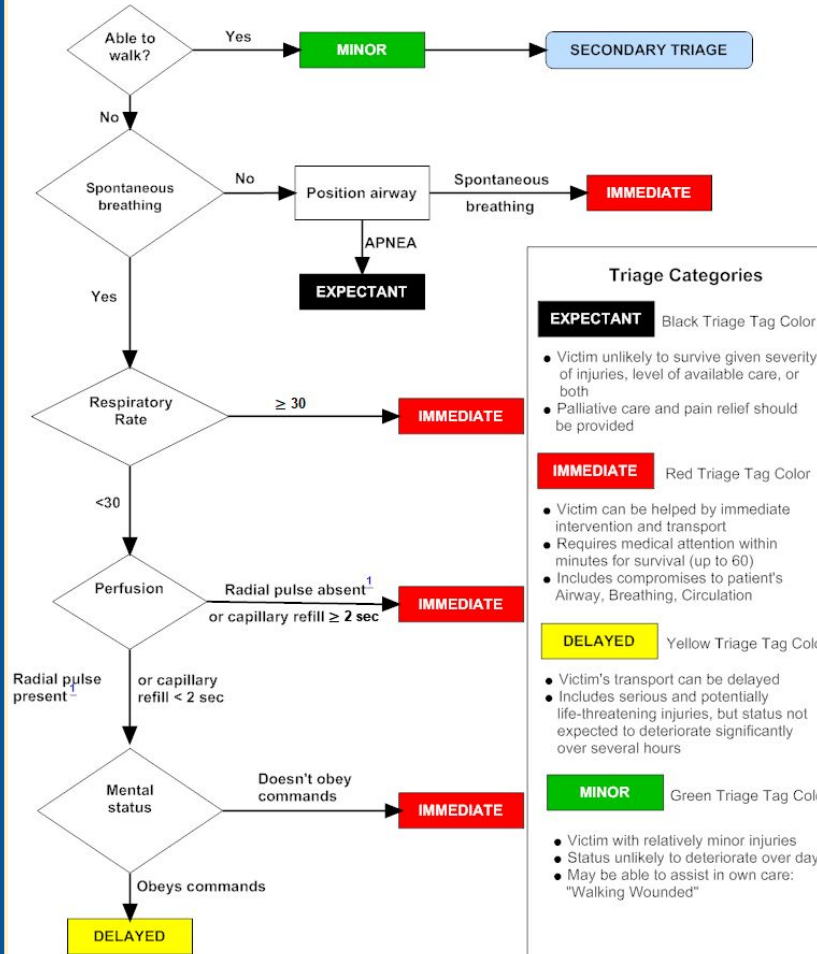 Able to
walk?
Yes
MINOR
SECONDARY TRIAGE
No
Spontaneous
breathing
No
Position airway
Spontaneous
breathing
IMMEDIATE
APNEA
EXPECTANT
Yes
Respiratory
Rate
≥ 30
IMMEDIATE
<30
Perfusion
Radial pulse absent1
or capillary refill ≥ 2 sec
IMMEDIATE
Radial pulse
present1
or capillary
refill < 2 sec
Mental
status
Doesn't obey
commands
IMMEDIATE
Obeys commands
DELAYED
Triage Categories
EXPECTANT Black Triage Tag Color
● Victim unlikely to survive given severity
of injuries, level of available care, or
both
● Palliative care and pain relief should
be provided
IMMEDIATE Red Triage Tag Color
● Victim can be helped by immediate
intervention and transport
● Requires medical attention within
minutes for survival (up to 60)
● Includes compromises to patient's
Airway, Breathing, Circulation
DELAYED Yellow Triage Tag Colo
● Victim's transport can be delayed
● Includes serious and potentially
life-threatening injuries, but status not
expected to deteriorate significantly
over several hours
MINOR Green Triage Tag Colo
● Victim with relatively minor injuries
● Status unlikely to deteriorate over day
● May be able to assist in own care:
"Walking Wounded"